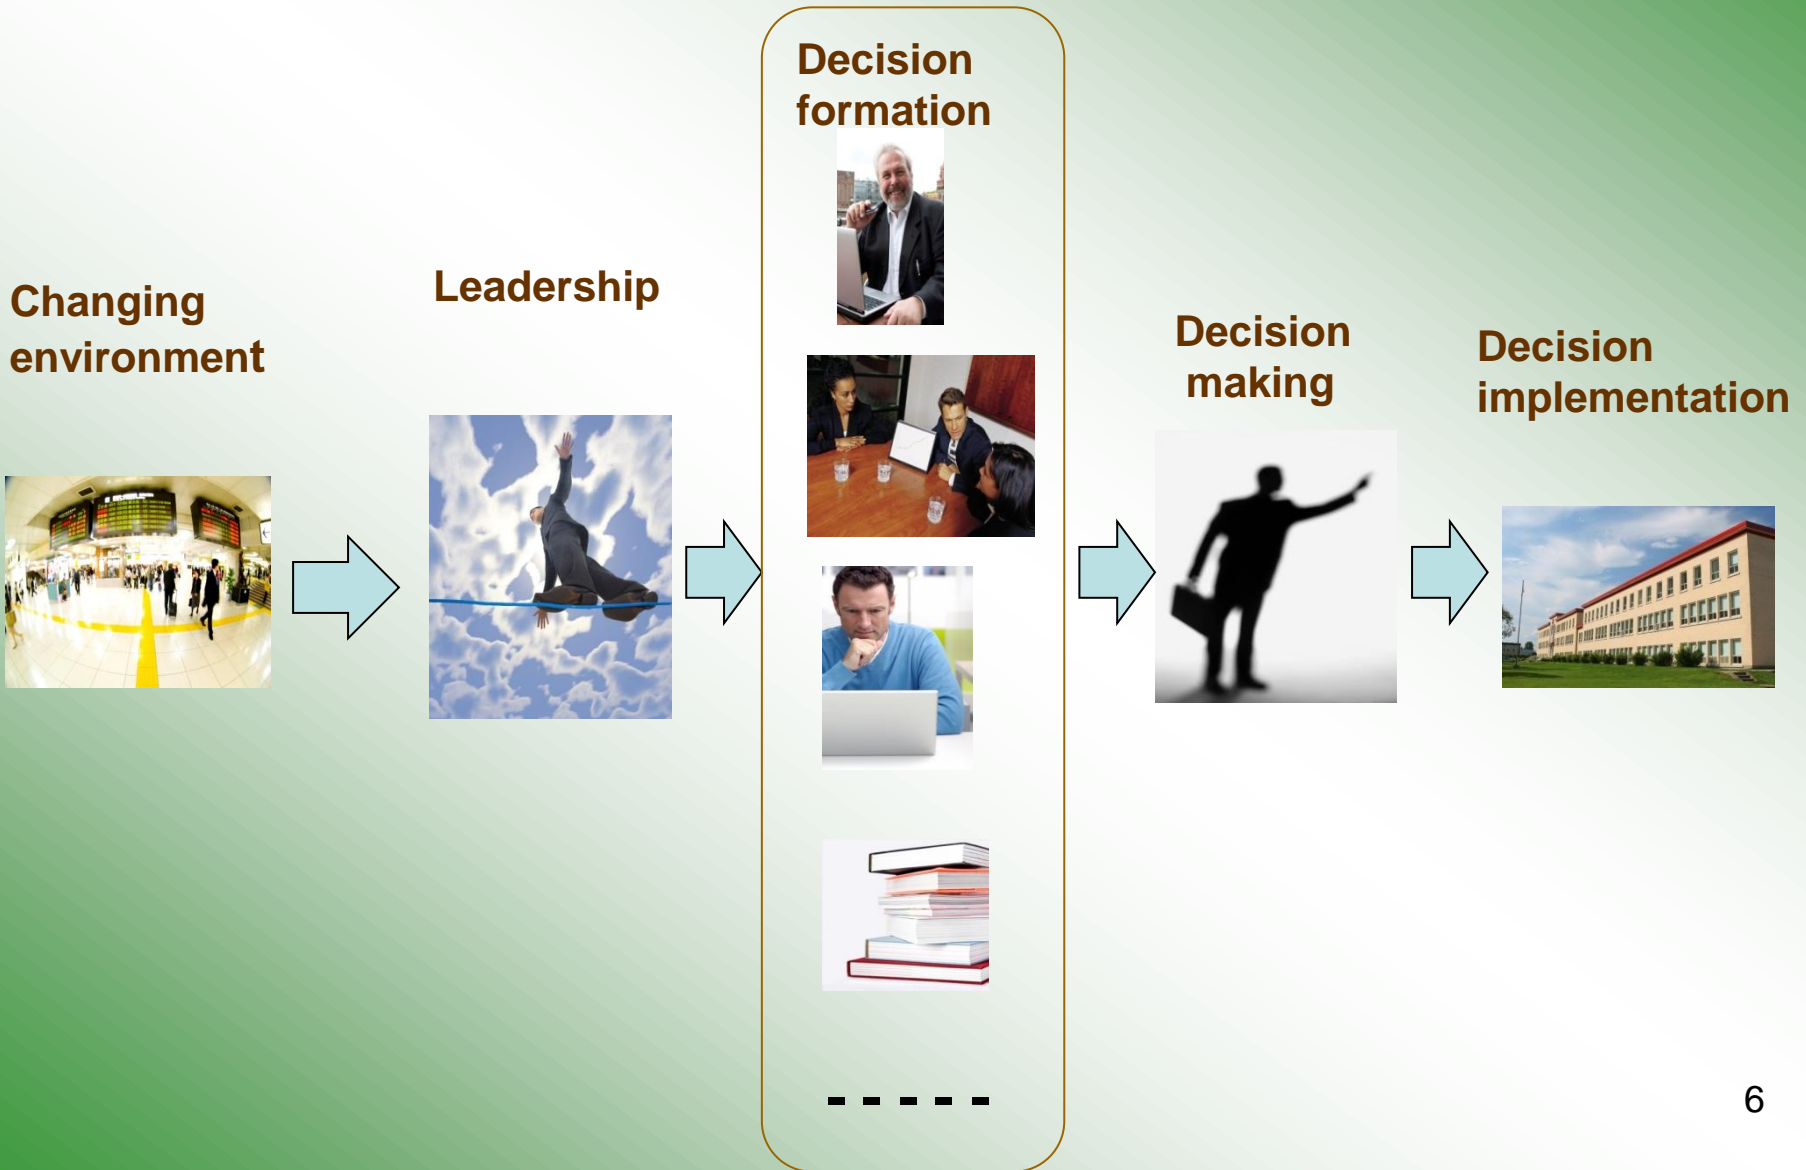 Changing
environment
Leadership
Decision
formation
- - - - -
Decision
making
Decision
implementation
6